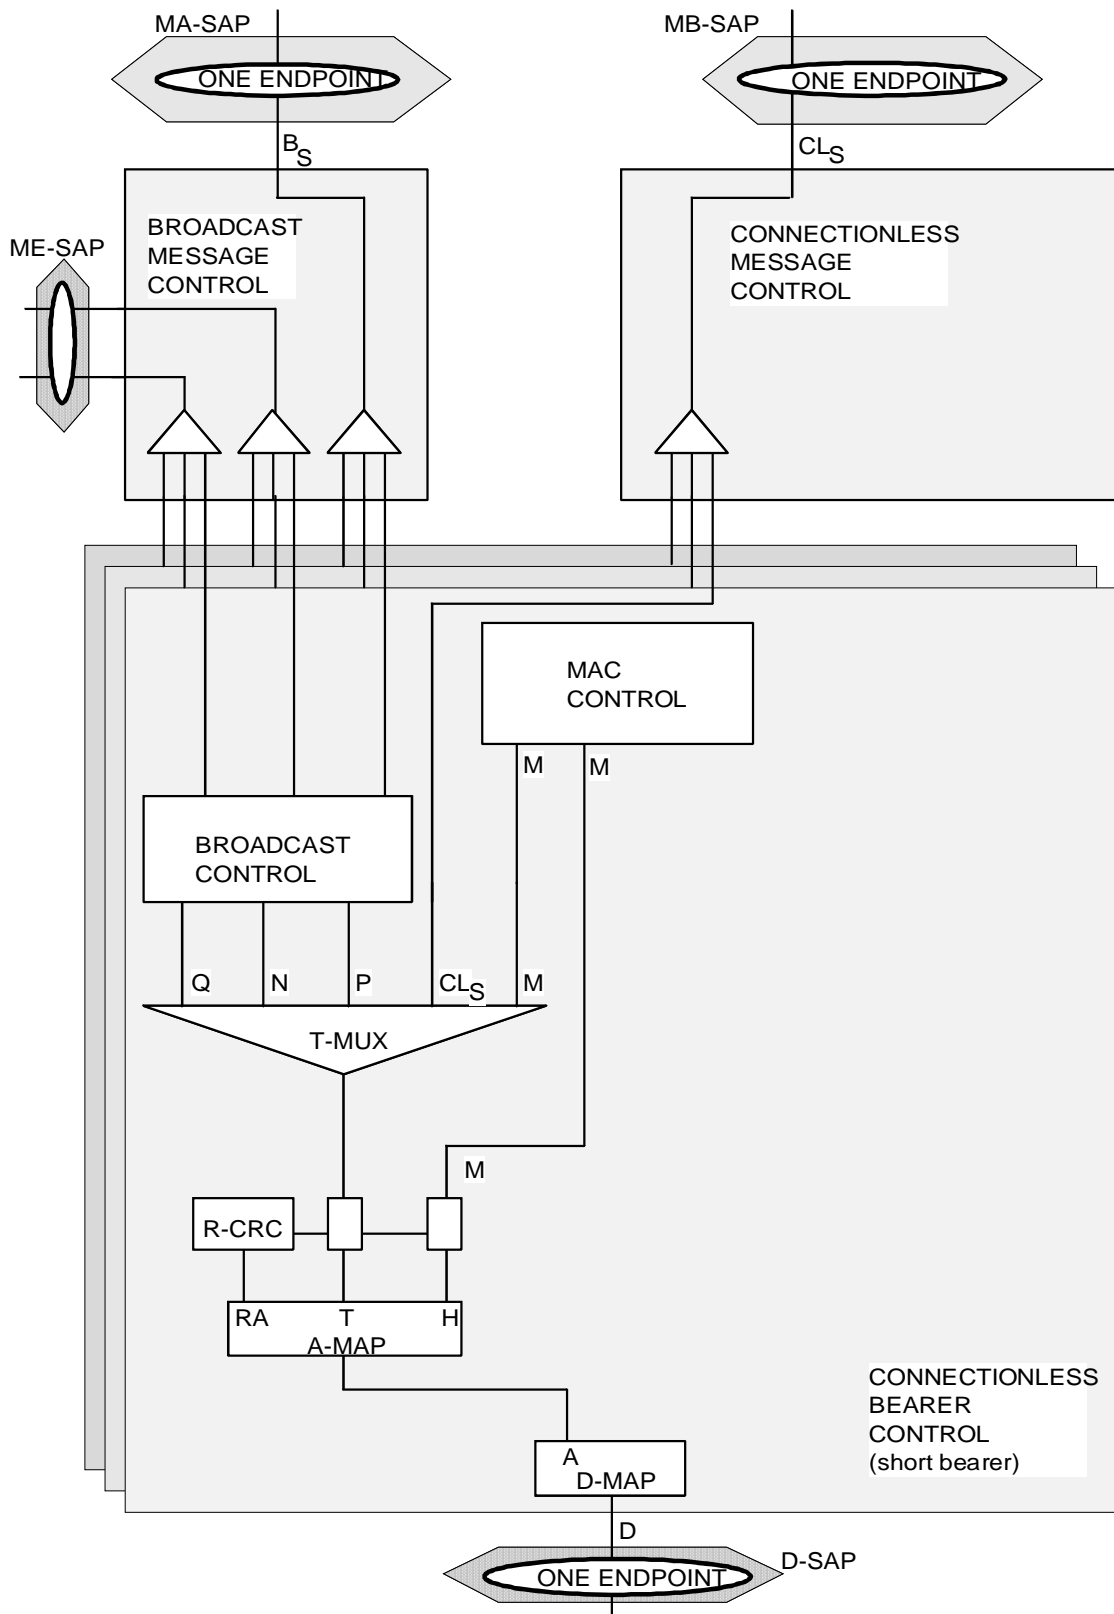 MA-SAP
MB-SAP
ONE ENDPOINT
ONE ENDPOINT
BS
CLS
ME-SAP
BROADCAST
MESSAGE
CONTROL
CONNECTIONLESS
MESSAGE
CONTROL
MAC
CONTROL
M
M
BROADCAST
CONTROL
Q
N
P
CLS
M
T-MUX
M
R-CRC
RA
T
H
A-MAP
CONNECTIONLESS
BEARER
CONTROL
(short bearer)
A
D-MAP
D
D-SAP
ONE ENDPOINT